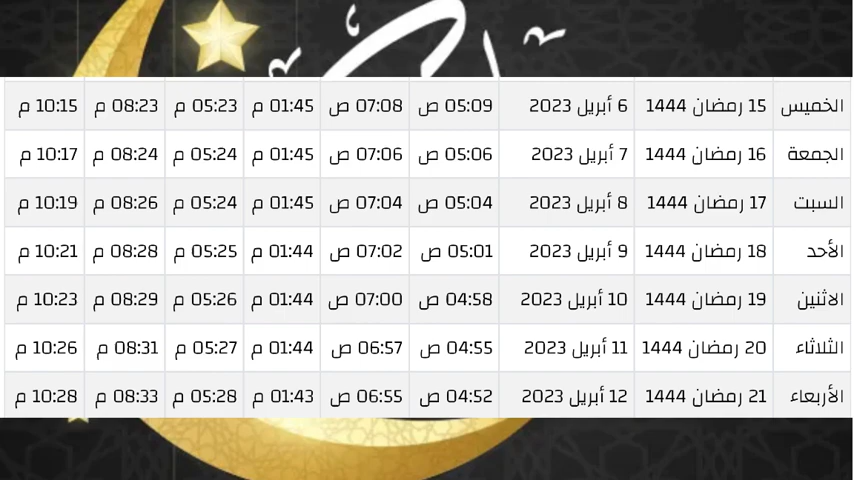 الخميس 15 رمضان 1444 6 أبريل 2023 05:09 ص 07:08 ص 01:45 م 05:23 م 08:23 م 10:15 م
الجمعة 16 رمضان 1444 7 أبريل 2023 05:06 ص 07:06 ص 01:45 م 05:24 م 08:24 م 10:17 م
السبت 17 رمضان 1444 8 أبريل 2023 05:04 ص 07:04 ص 01:45 م 05:24 م 08:26 م 10:19 م
الأحد 18 رمضان 1444 9 أبريل 2023 05:01 ص 07:02 ص 01:44 م 05:25 م 08:28 م 10:21 م
الاثنين 19 رمضان 1444 10 أبريل 2023 04:58 ص 07:00 ص 01:44 م 05:26 م 08:29 م 10:23 م
الثلاثاء 20 رمضان 1444 11 أبريل 2023 04:55 ص 06:57 ص 01:44 م 05:27 م 08:31 م 10:26 م
الأربعاء 21 رمضان 1444 12 أبريل 2023 04:52 ص 06:55 ص 01:43 م 05:28 م 08:33 م 10:28 م